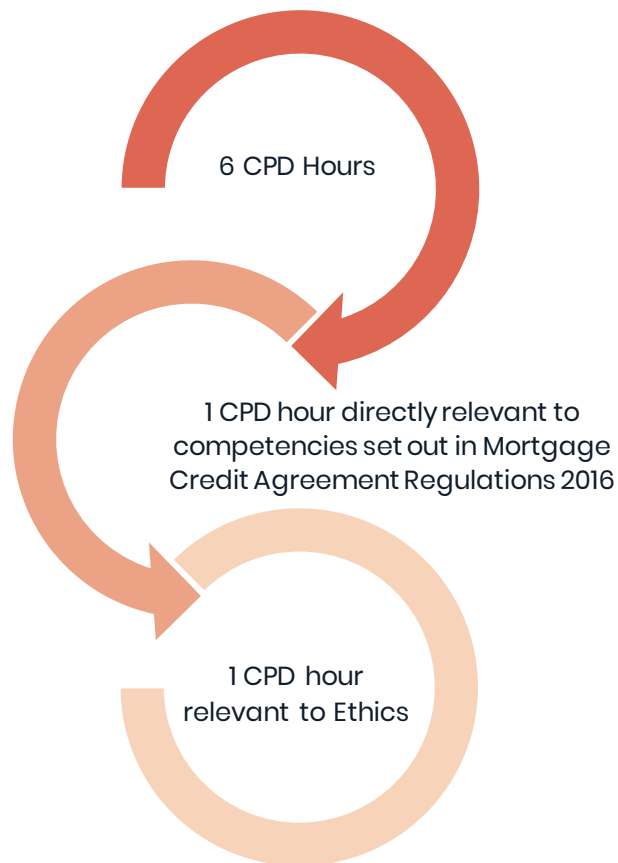 6 CPD Hours
1 CPD hour directly relevant to
competencies set out in Mortgage
Credit Agreement Regulations 2016
1 CPD hour
relevant to Ethics